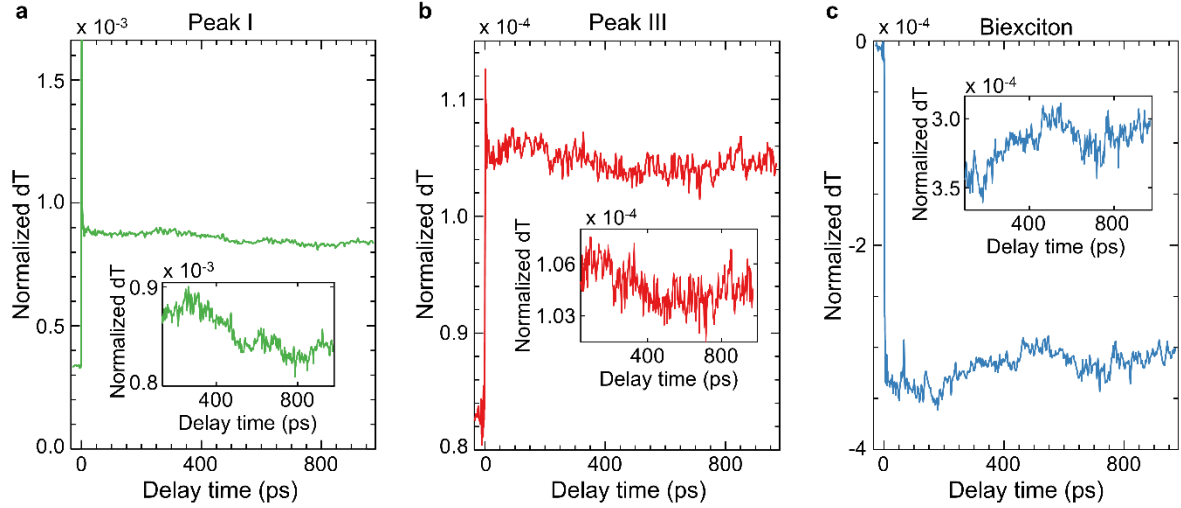 a
Peak I
x 10-3
1.5
1.0
0.5
0.0
0
400
800
Normalized dT
Delay time (ps)
x 10-3
0.9
0.8
400
800
Normalized dT
Delay time (ps)
b
Peak III
x 10-4
1.1
1.0
0.9
0.8
0
400
800
Normalized dT
Delay time (ps)
x 10-4
1.06
1.03
400
800
Normalized dT
Delay time (ps)
c
Biexciton
x 10-4
0
-2
-4
0
400
800
Normalized dT
Delay time (ps)
x 10-4
3.0
3.5
400
800
Normalized dT
Delay time (ps)